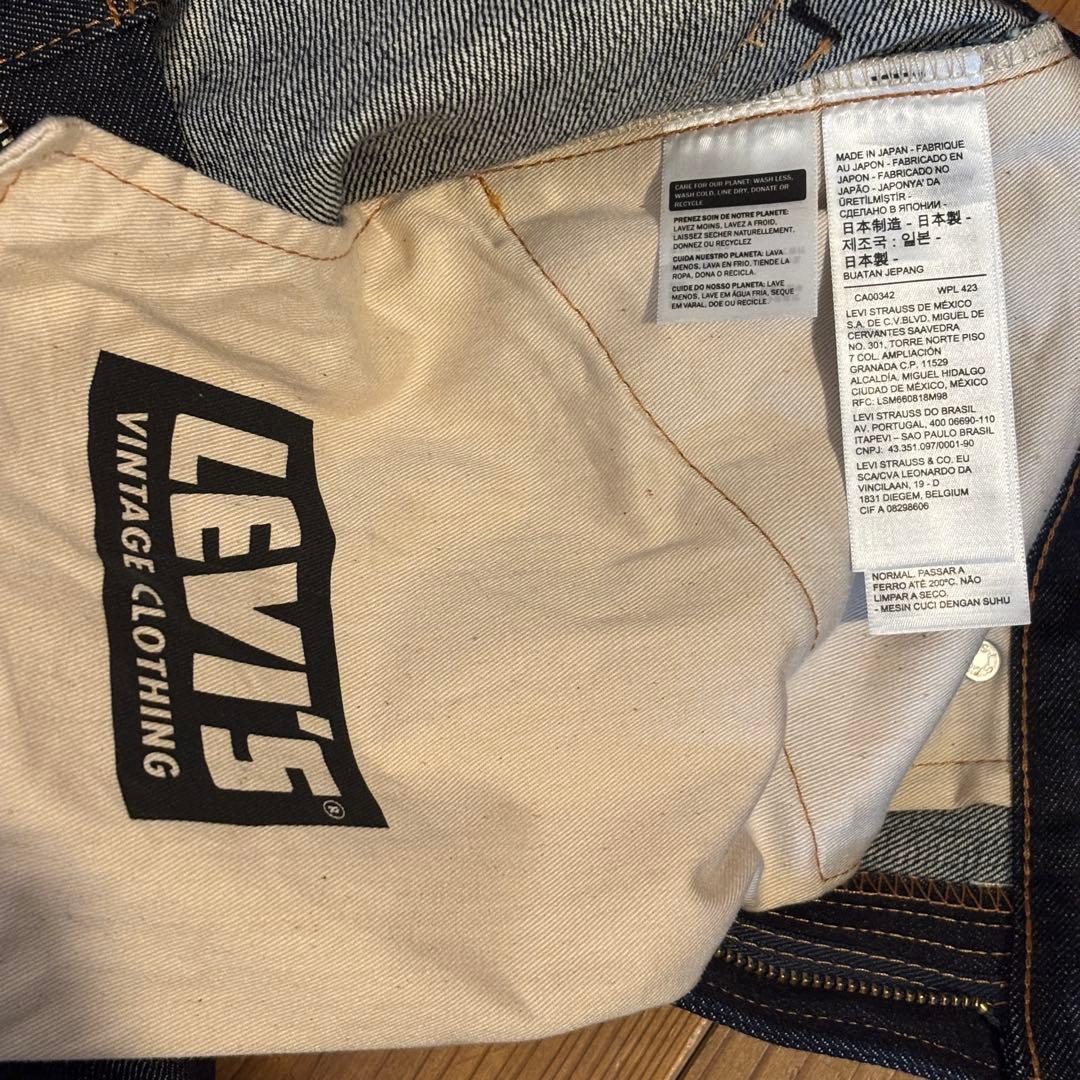 LEVI'S®
VINTAGE CLOTHING
CARE FOR OUR PLANET: WASH LESS,
WASH COLD, LINE DRY, DONATE OR
RECYCLE
PRENEZ SOIN DE NOTRE PLANETE:
LAVEZ MOINS, LAVEZ A FROID,
LAISSEZ SECHER NATURELLEMENT,
DONNEZ OU RECYCLEZ
CUIDA NUESTRO PLANETA: LAVA
MENOS, LAVA EN FRIO, TIENDE LA
ROPA, DONA O RECICLA.
CUIDE DO NOSSO PLANETA: LAVE
MENOS, LAVE EM ÁGUA FRIA, SEQUE
EM VARAL, DOE OU RECICLE.
MADE IN JAPAN - FABRIQUE
AU JAPON - FABRICADO EN
JAPON - FABRICADO NO
JAPÃO - JAPONYA' DA
ÜRETİLMIŞTIR -
СДЕЛАНО В ЯПОНИИ -
日本制造 - 日本製 -
제조국 : 일본 -
日本製 -
BUATAN JEPANG
CA00342 WPL 423
LEVI STRAUSS DE MÉXICO
S.A. DE C.V.BLVD. MIGUEL DE
CERVANTES SAAVEDRA
NO. 301, TORRE NORTE PISO
7 COL. AMPLIACIÓN
GRANADA C.P. 11529
ALCALDÍA, MIGUEL HIDALGO
CIUDAD DE MÉXICO, MÉXICO
RFC: LSM660818M98
LEVI STRAUSS DO BRASIL
AV. PORTUGAL, 400 06690-110
ITAPEVI – SAO PAULO BRASIL
CNPJ: 43.351.097/0001-90
LEVI STRAUSS & CO. EU
SCA/CVA LEONARDO DA
VINCILAAN, 19 - D
1831 DIEGEM, BELGIUM
CIF A 08298606
NORMAL, PASSAR A
FERRO ATÉ 200ºC. NÃO
LIMPAR A SECO.
- MESIN CUCI DENGAN SUHU